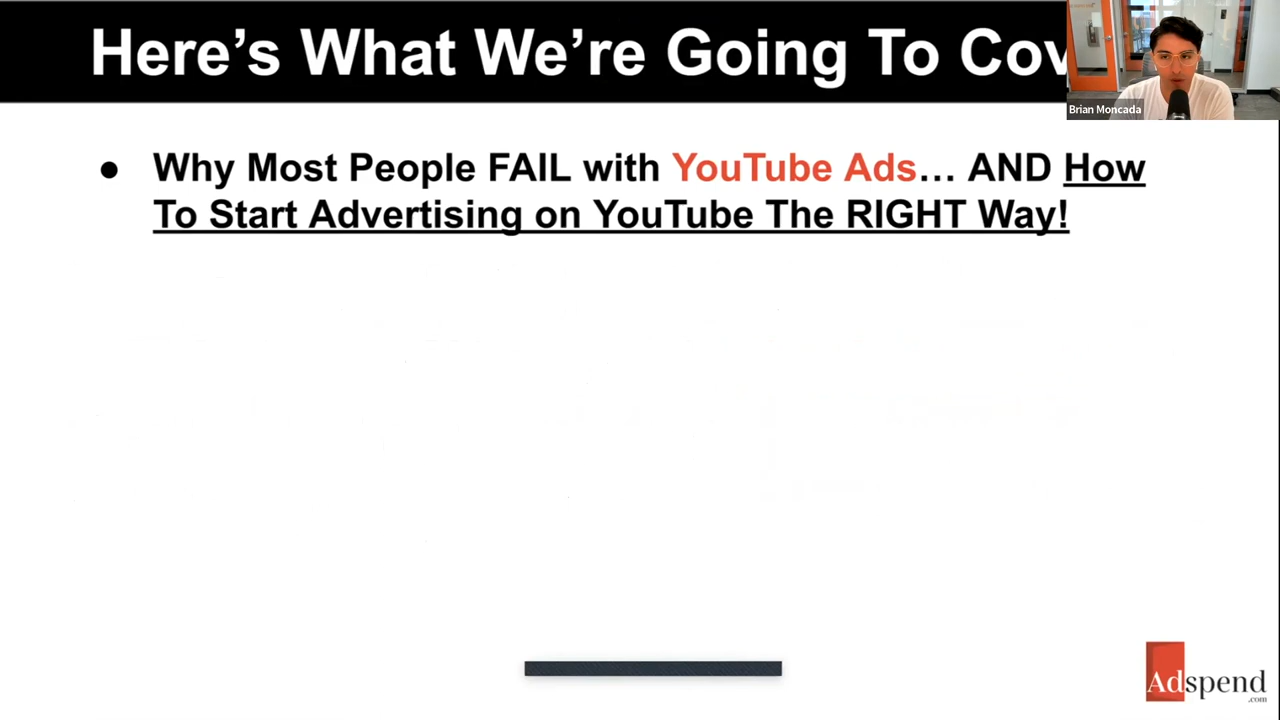 Here’s What We’re Going To Cov
Brian Moncada
● Why Most People FAIL with YouTube Ads… AND How
To Start Advertising on YouTube The RIGHT Way!
Adspend
.com